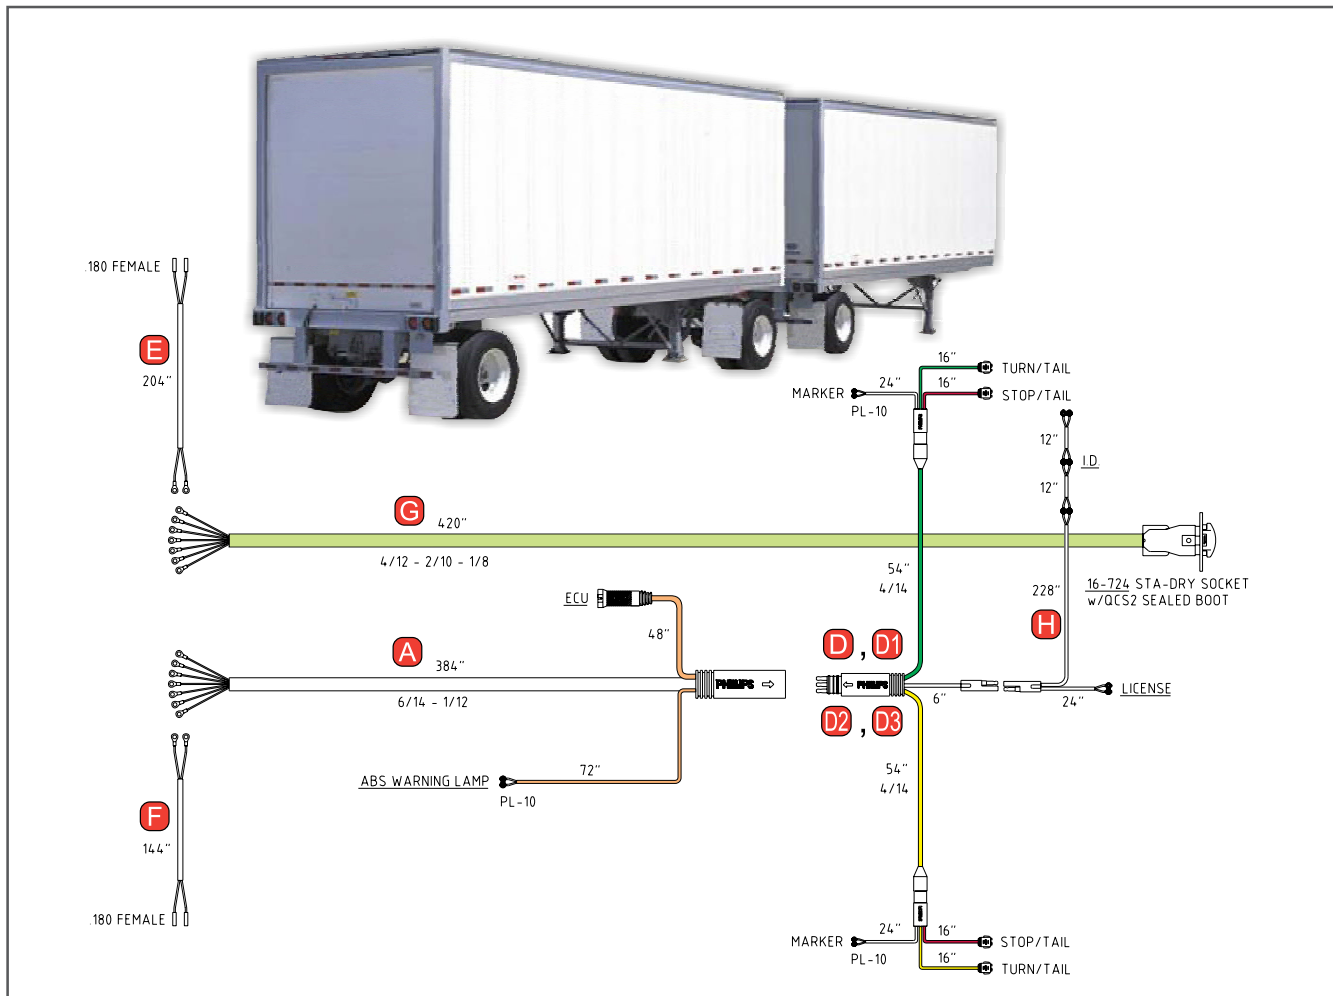 .180 FEMALE
E
204"
16"
TURN/TAIL
MARKER
24"
16"
STOP/TAIL
PL-10
12"
I.D.
12"
G
420"
4/12 - 2/10 - 1/8
54"
4/14
228"
16-724 STA-DRY SOCKET
W/QCS2 SEALED BOOT
ECU
48"
H
A
384"
6/14 - 1/12
PHILLIPS
D , D1
PHILLIPS
6"
24"
LICENSE
D2 , D3
ABS WARNING LAMP
72"
PL-10
54"
4/14
F
144"
.180 FEMALE
MARKER
24"
16"
STOP/TAIL
PL-10
16"
TURN/TAIL